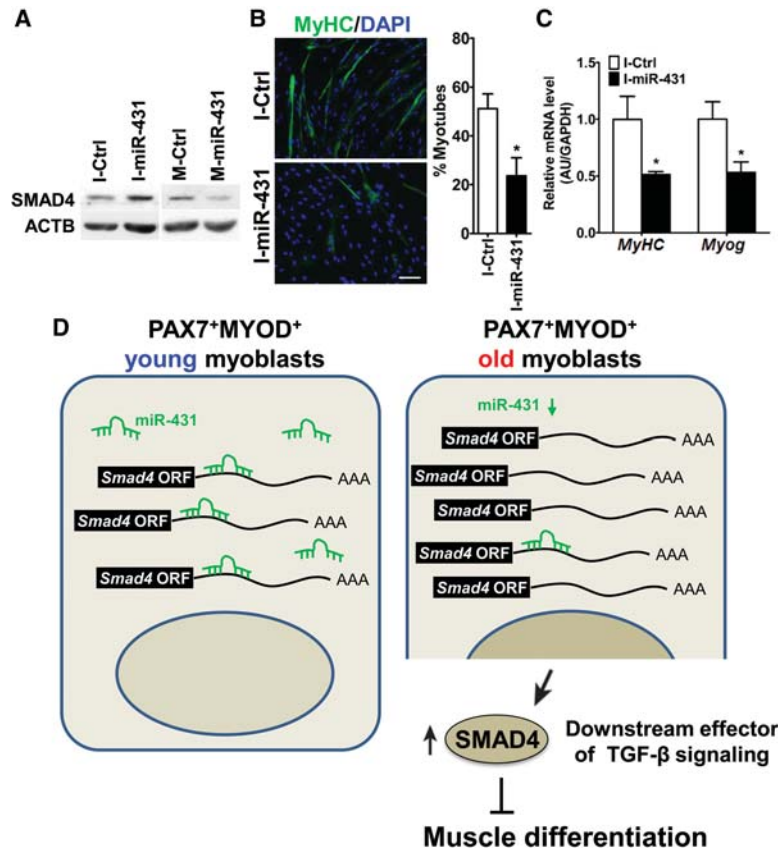 A
I-Ctrl
I-miR-431
M-Ctrl
M-miR-431
SMAD4
ACTB
B
MyHC/DAPI
I-Ctrl
I-miR-431
% Myotubes
80
60
40
20
0
*
I-Ctrl
I-miR-431
C
I-Ctrl
I-miR-431
Relative mRNA level
(AU/GAPDH)
1.5
1.0
0.5
0.0
*
*
MyHC
Myog
D
PAX7+MYOD+
young myoblasts
miR-431
Smad4 ORF
AAA
Smad4 ORF
AAA
Smad4 ORF
AAA
PAX7+MYOD+
old myoblasts
miR-431 ↓
Smad4 ORF
AAA
Smad4 ORF
AAA
Smad4 ORF
AAA
Smad4 ORF
AAA
Smad4 ORF
AAA
↑ SMAD4
Downstream effector
of TGF-β signaling
Muscle differentiation